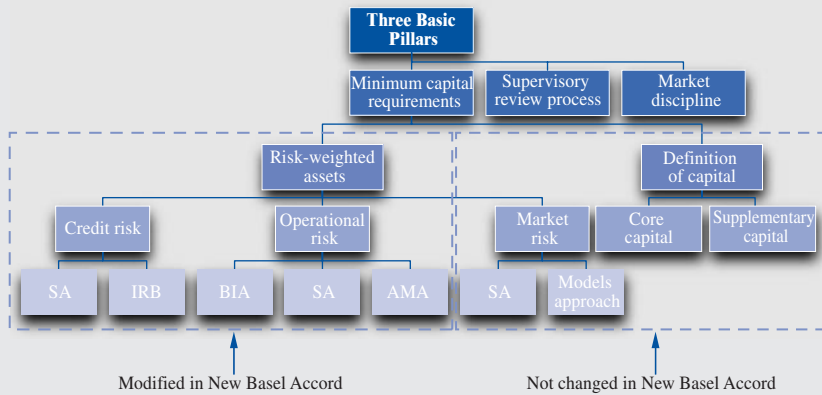 Three Basic
Pillars
Minimum capital
requirements
Supervisory
review process
Market
discipline
Risk-weighted
assets
Definition
of capital
Credit risk
Operational
risk
Market
risk
Core
capital
Supplementary
capital
SA
IRB
BIA
SA
AMA
SA
Models
approach
Modified in New Basel Accord
Not changed in New Basel Accord